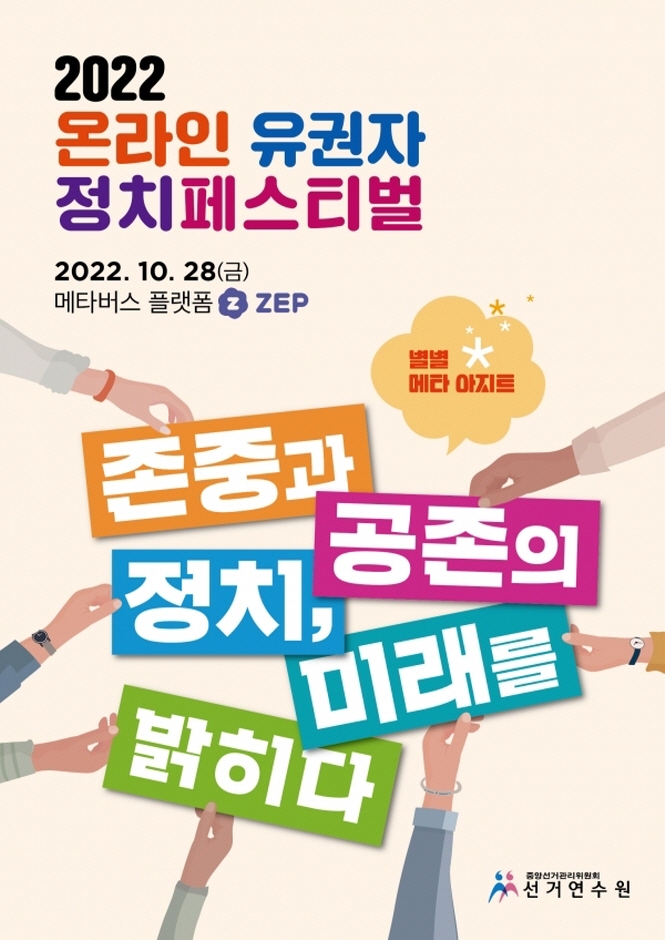 2022
온라인 유권자
정치페스티벌
2022. 10. 28(금)
메타버스 플랫폼 Z ZEP
별별
메타 아지트
존중과
공존의
정치,
미래를
밝히다
중앙선거관리위원회
선거연수원